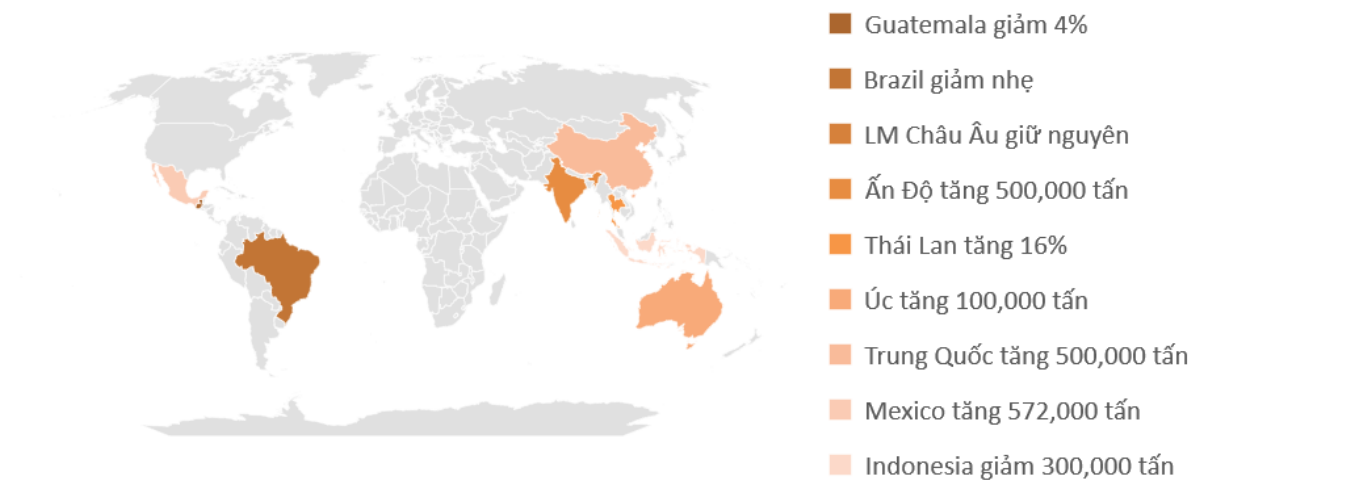 Guatemala giảm 4%
Brazil giảm nhẹ
LM Châu Âu giữ nguyên
Ấn Độ tăng 500,000 tấn
Thái Lan tăng 16%
Úc tăng 100,000 tấn
Trung Quốc tăng 500,000 tấn
Mexico tăng 572,000 tấn
Indonesia giảm 300,000 tấn